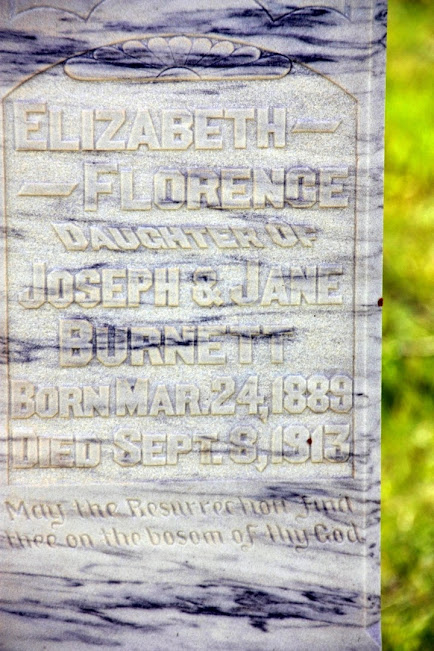 ELIZABETH—
—FLORENCE
DAUGHTER OF
JOSEPH & JANE
BURNETT
BORN MAR. 24, 1889
DIED SEPT. 8, 1913
May the Resurrection find
thee on the bosom of thy God.